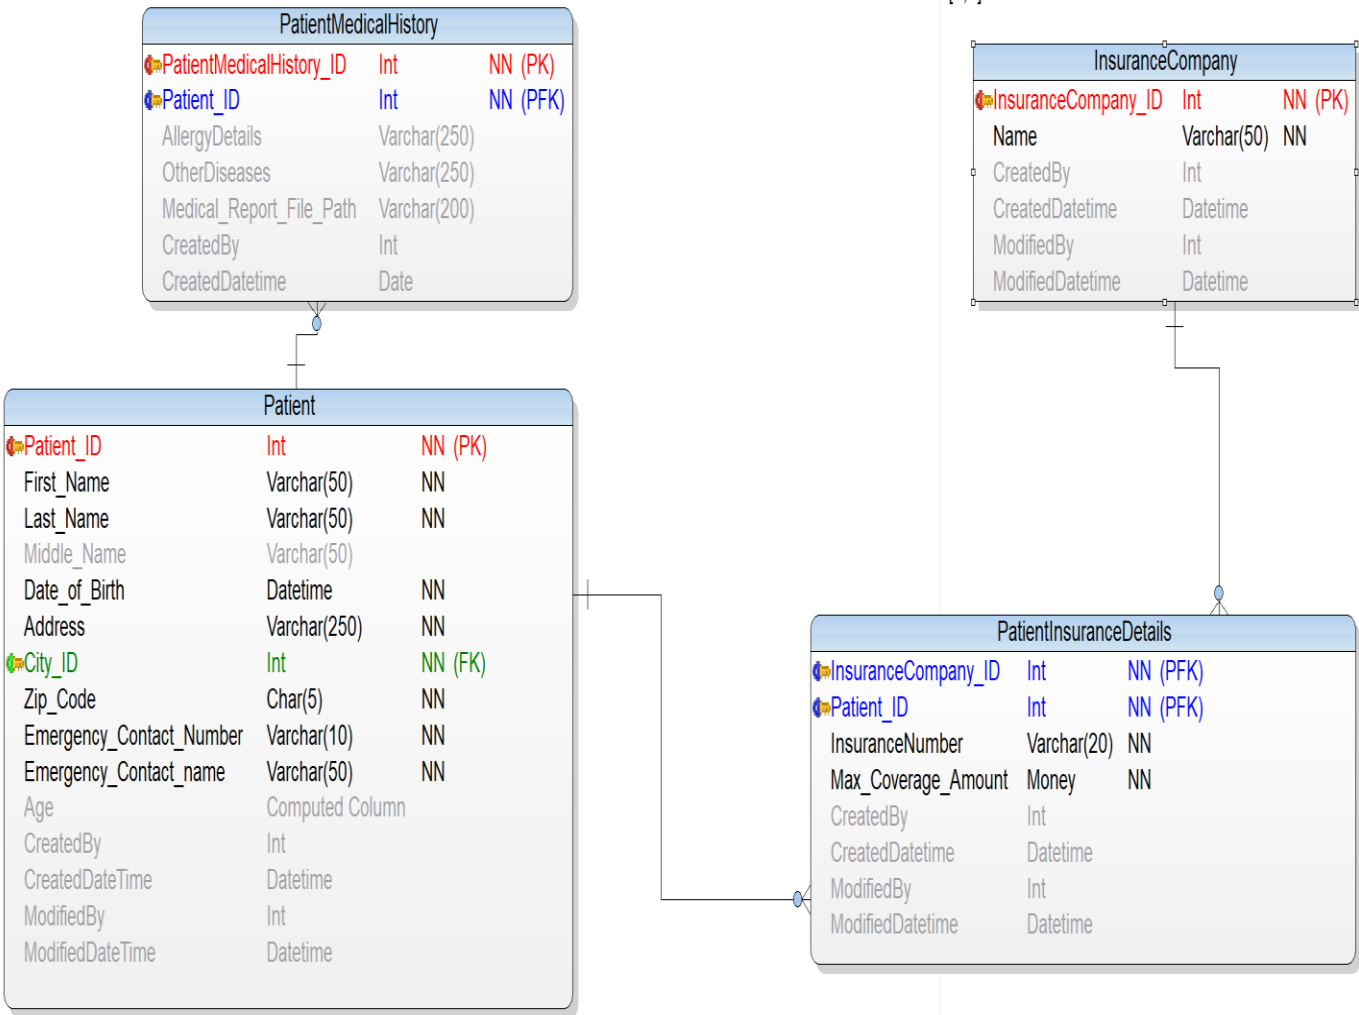 PatientMedicalHistory
PatientMedicalHistory_ID Int NN (PK)
Patient_ID Int NN (PFK)
AllergyDetails Varchar(250)
OtherDiseases Varchar(250)
Medical_Report_File_Path Varchar(200)
CreatedBy Int
CreatedDatetime Date
InsuranceCompany
InsuranceCompany_ID Int NN (PK)
Name Varchar(50) NN
CreatedBy Int
CreatedDatetime Datetime
ModifiedBy Int
ModifiedDatetime Datetime
Patient
Patient_ID Int NN (PK)
First_Name Varchar(50) NN
Last_Name Varchar(50) NN
Middle_Name Varchar(50)
Date_of_Birth Datetime NN
Address Varchar(250) NN
City_ID Int NN (FK)
Zip_Code Char(5) NN
Emergency_Contact_Number Varchar(10) NN
Emergency_Contact_name Varchar(50) NN
Age Computed Column
CreatedBy Int
CreatedDateTime Datetime
ModifiedBy Int
ModifiedDateTime Datetime
PatientInsuranceDetails
InsuranceCompany_ID Int NN (PFK)
Patient_ID Int NN (PFK)
InsuranceNumber Varchar(20) NN
Max_Coverage_Amount Money NN
CreatedBy Int
CreatedDatetime Datetime
ModifiedBy Int
ModifiedDatetime Datetime